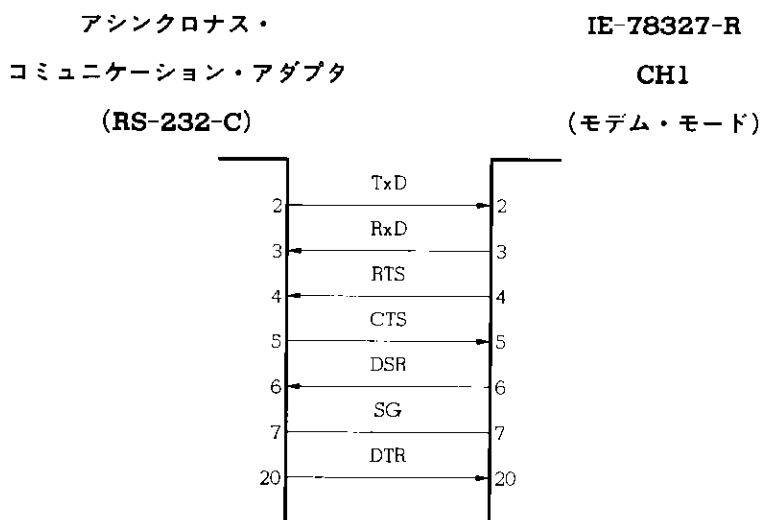 アシンクロナス・
コミュニケーション・アダプタ
(RS-232-C)
IE-78327-R
CH1
(モデム・モード)
TxD
2 2
RxD
3 3
RTS
4 4
CTS
5 5
DSR
6 6
SG
7 7
DTR
20 20